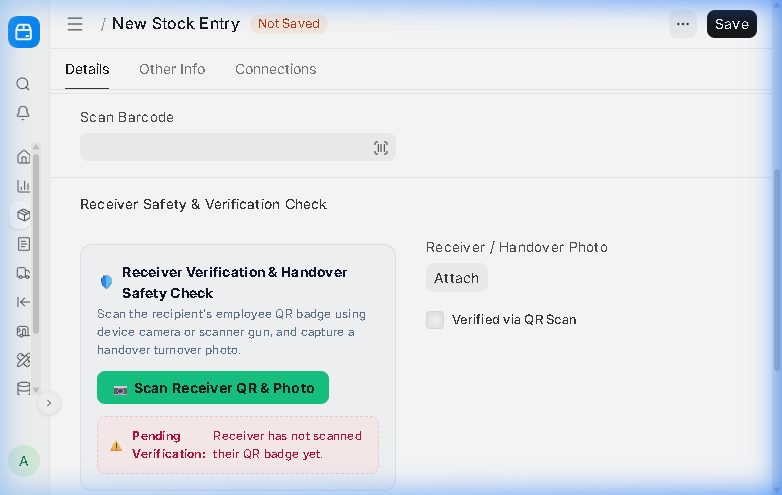 / New Stock Entry Not Saved
··· Save
Details Other Info Connections
Scan Barcode
Receiver Safety & Verification Check
Receiver Verification & Handover
Safety Check
Scan the recipient's employee QR badge using
device camera or scanner gun, and capture a
handover turnover photo.
Scan Receiver QR & Photo
Pending Verification: Receiver has not scanned their QR badge yet.
Receiver / Handover Photo
Attach
Verified via QR Scan
A